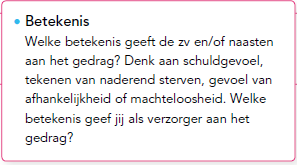 • Betekenis
Welke betekenis geeft de zv en/of naasten
aan het gedrag? Denk aan schuldgevoel,
tekenen van naderend sterven, gevoel van
afhankelijkheid of machteloosheid. Welke
betekenis geef jij als verzorger aan het
gedrag?